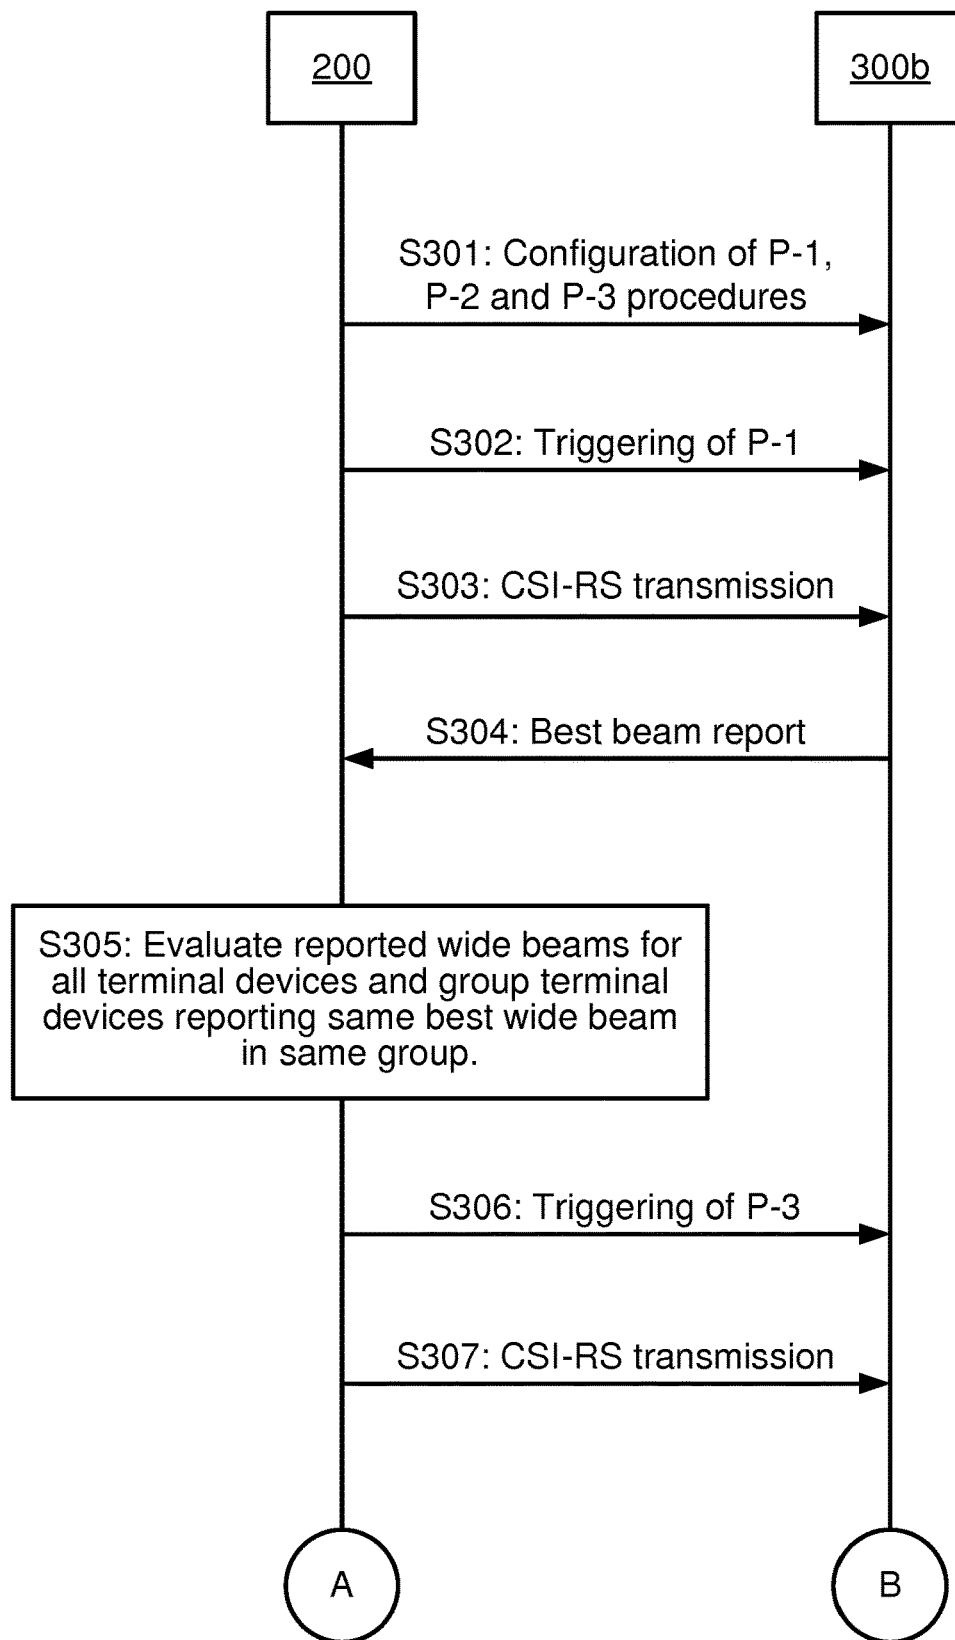 200
300b
S301: Configuration of P-1,
P-2 and P-3 procedures
S302: Triggering of P-1
S303: CSI-RS transmission
S304: Best beam report
S305: Evaluate reported wide beams for
all terminal devices and group terminal
devices reporting same best wide beam
in same group.
S306: Triggering of P-3
S307: CSI-RS transmission
A
B